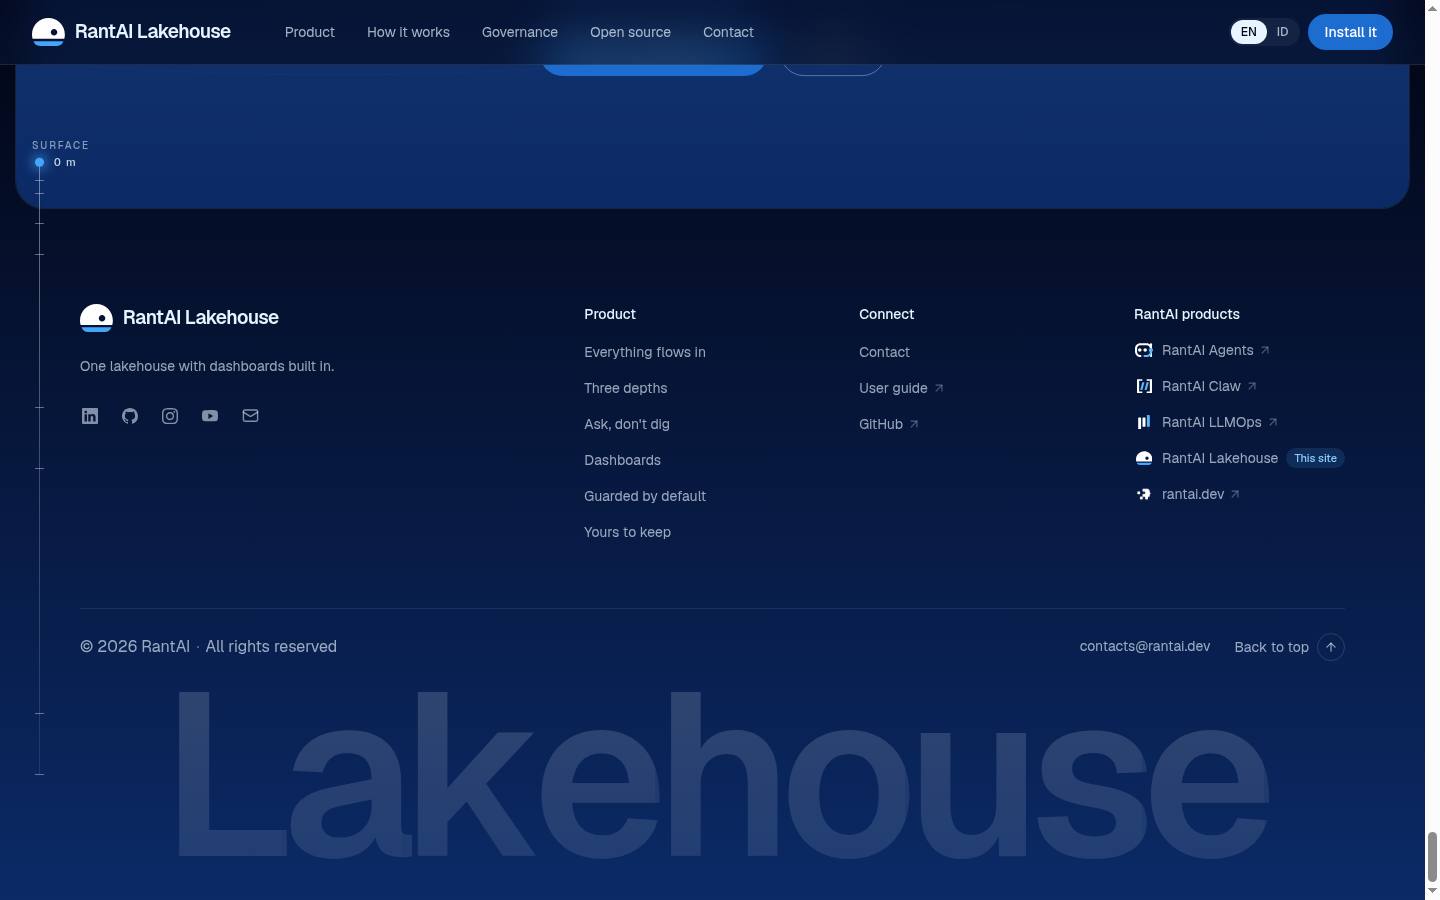 RantAI Lakehouse
Product
How it works
Governance
Open source
Contact
EN
ID
Install it
SURFACE
0 m
RantAI Lakehouse
One lakehouse with dashboards built in.
Product
Everything flows in
Three depths
Ask, don't dig
Dashboards
Guarded by default
Yours to keep
Connect
Contact
User guide
GitHub
RantAI products
RantAI Agents
RantAI Claw
RantAI LLMOps
RantAI Lakehouse This site
rantai.dev
© 2026 RantAI · All rights reserved
contacts@rantai.dev
Back to top
Lakehouse